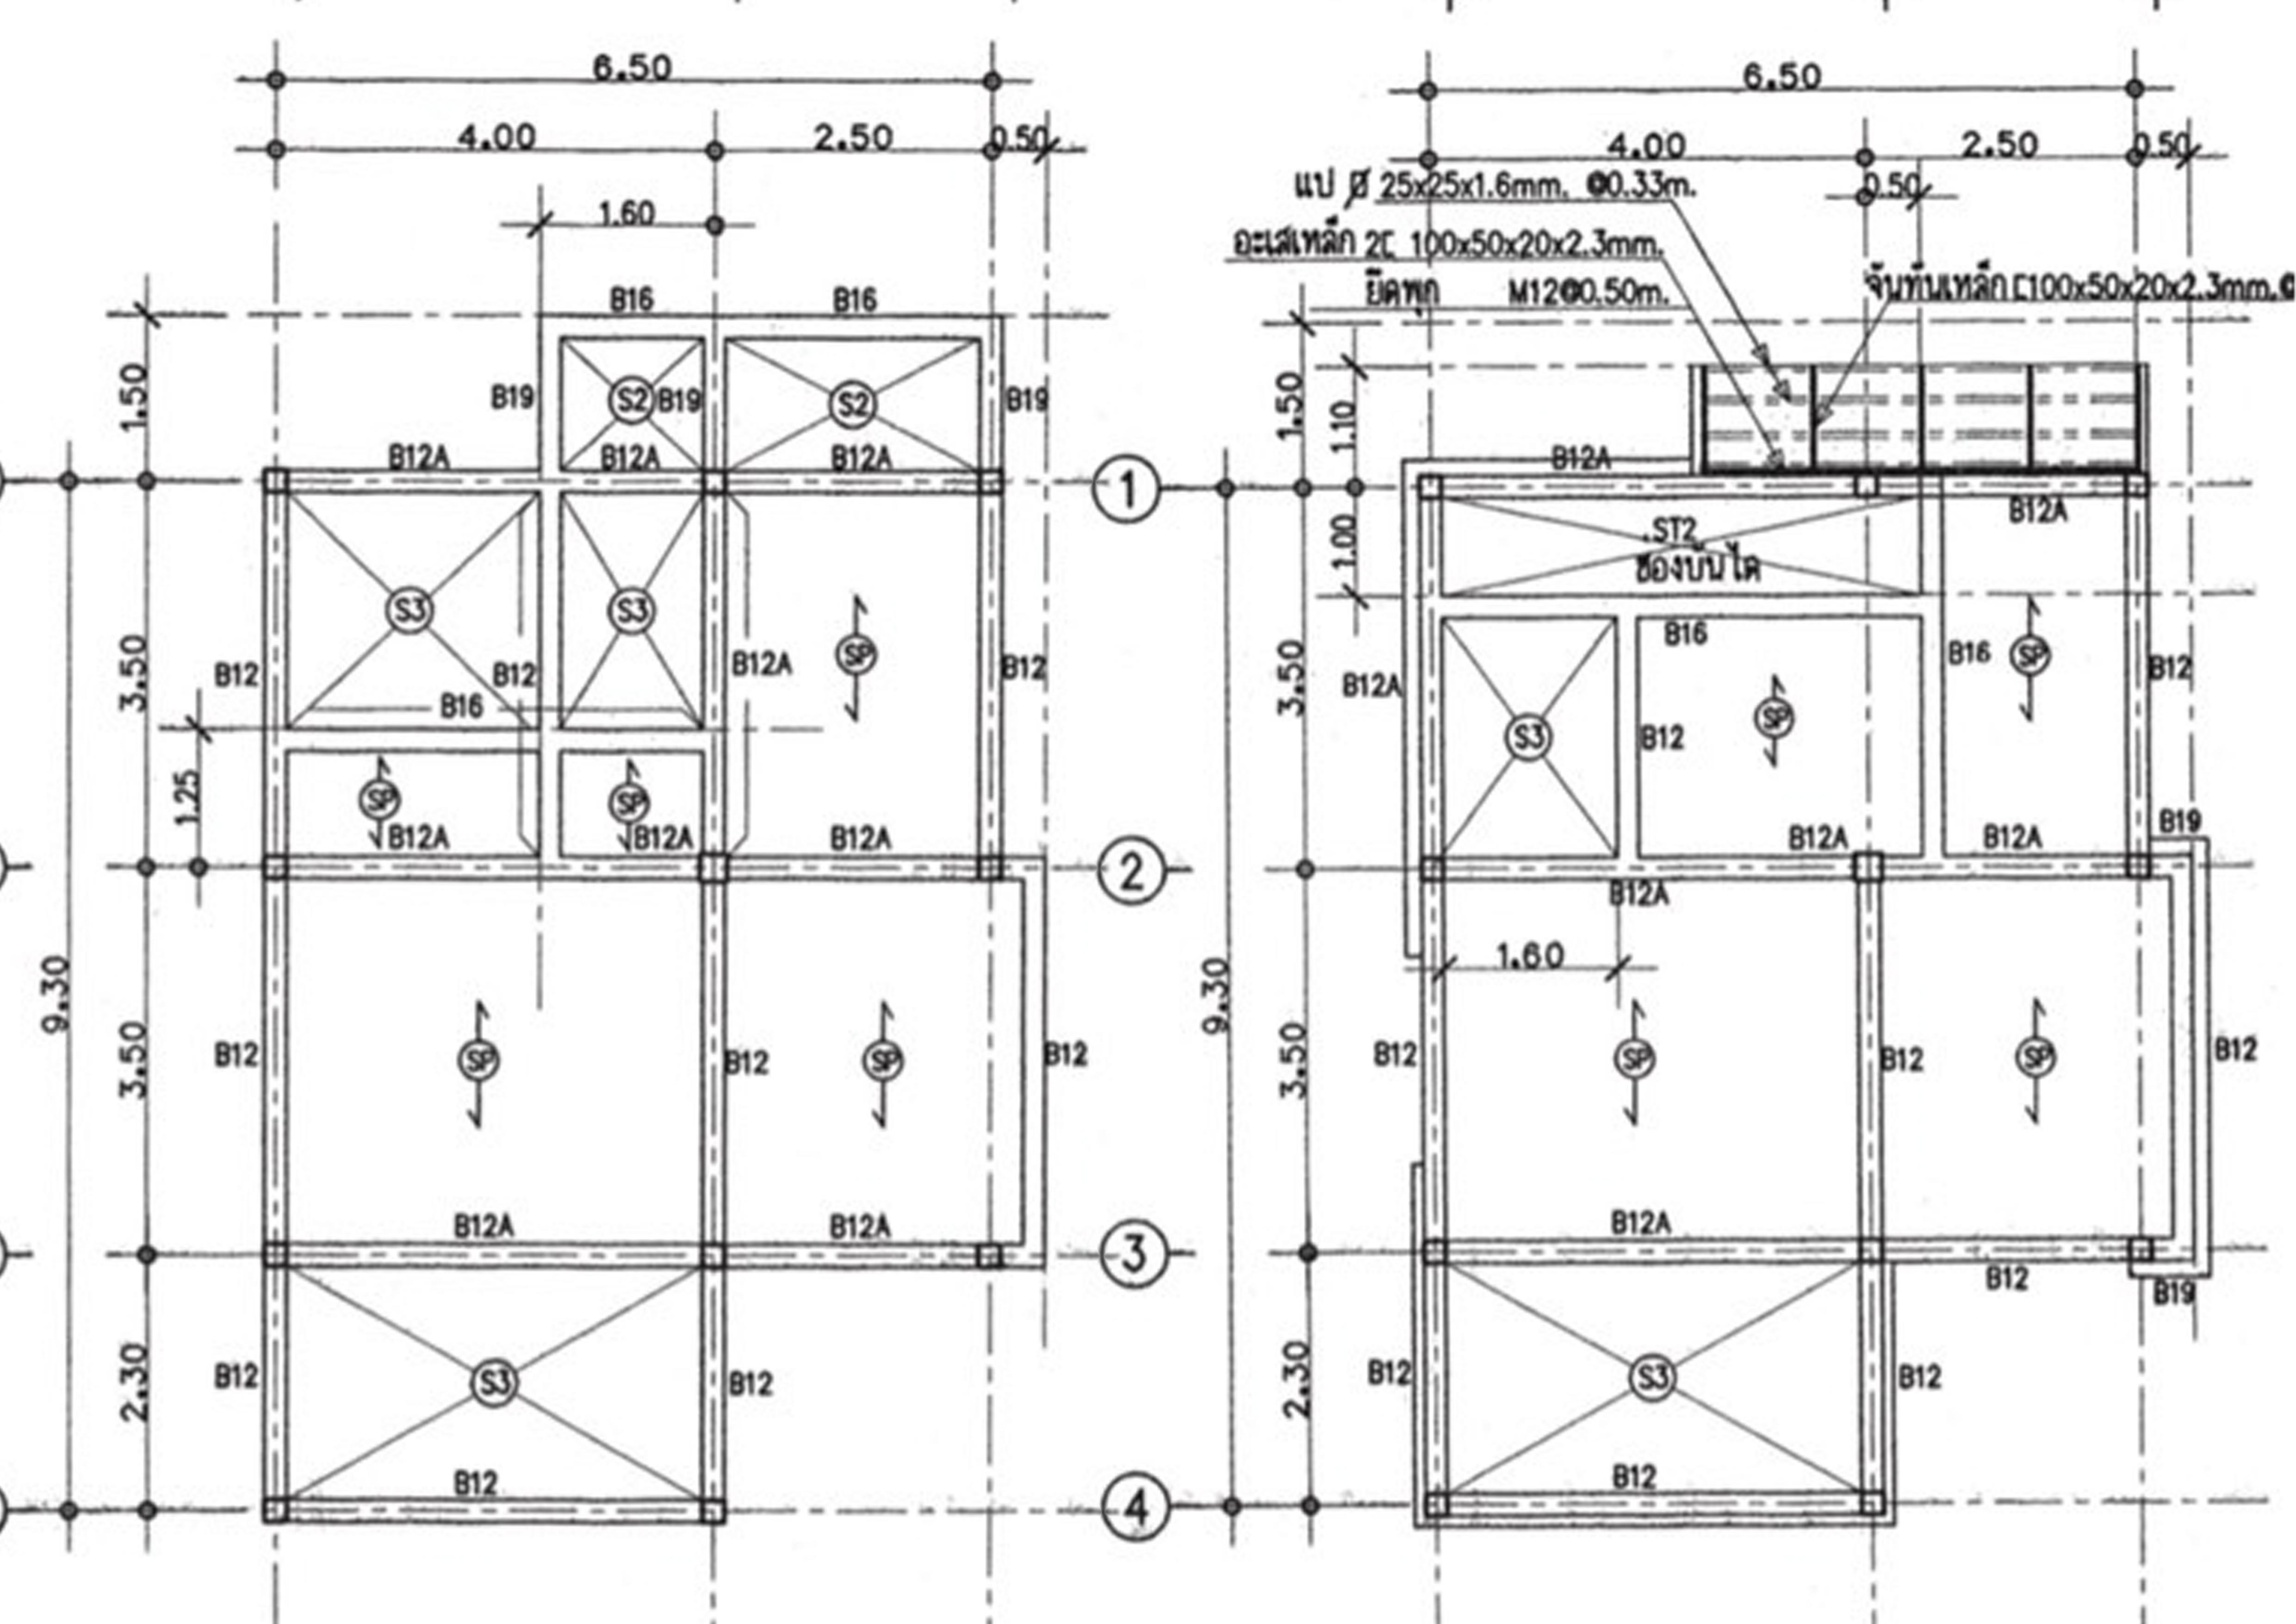 6.50
4.00 2.50 0.50
1.60
B16 B16
1.50
B19 S2 B19 S2 B19
B12A B12A B12A
S3 S3 SP
3.50
B12 B12 B12A B12
B16
1.25
SP SP
B12A B12A B12A
9.30
3.50
B12 SP B12 SP B12
B12A B12A
2.30
B12 S3 B12
B12
6.50
4.00 2.50 0.50
แป 25x25x1.6mm. @0.33m.
0.50
อะเสเหล็ก 2[ 100x50x20x2.3mm.
ยึดพุก M12@0.50m.
จันทันเหล็ก [100x50x20x2.3mm.@
1.50
1.10
B12A
1
B12A
1.00
ST2
ช่องบันได
B16
3.50
B12A S3 B12 SP B16 SP B12
B19
B12A B12A
2
B12A
1.60
9.30
3.50
B12 SP B12 SP B12
B12A
3
B12
B19
2.30
B12 S3 B12
B12
4